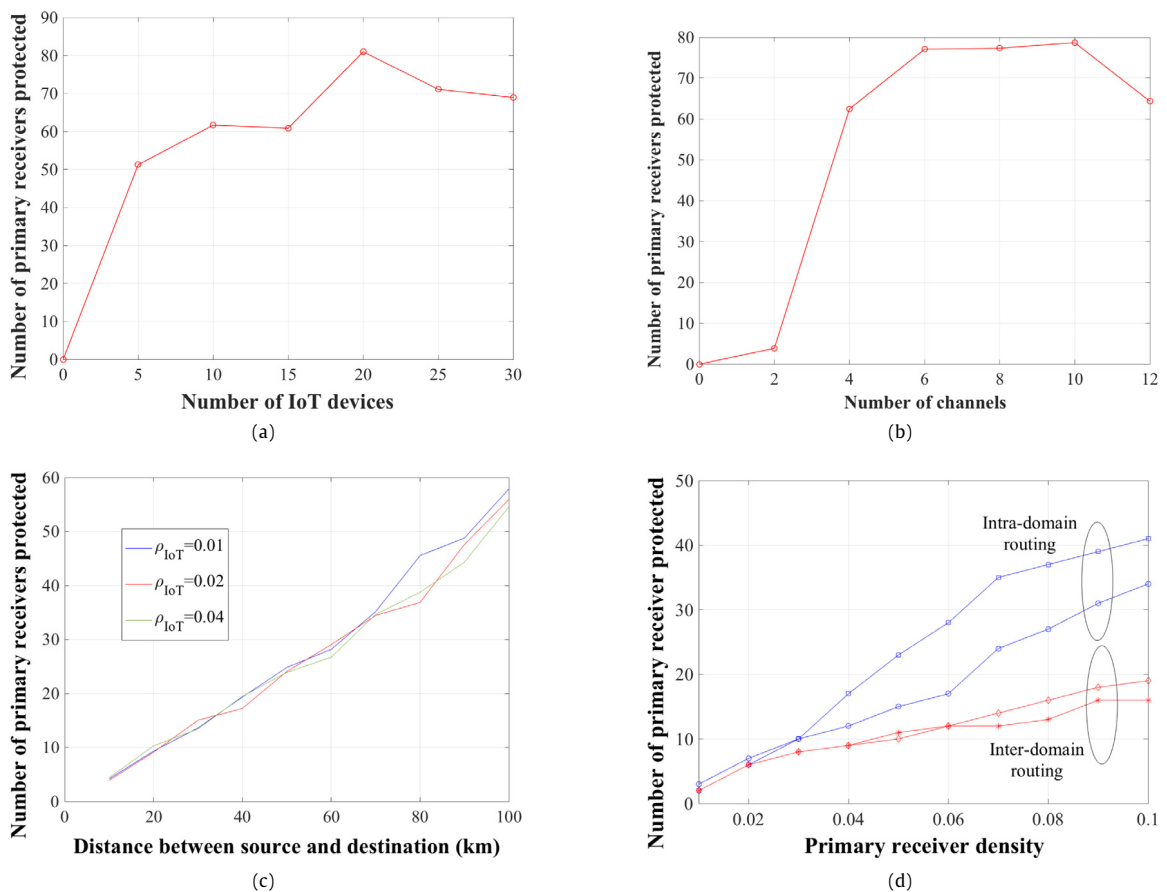 Number of primary receivers protected
90
80
70
60
50
40
30
20
10
0
0 5 10 15 20 25 30
Number of IoT devices
(a)
Number of primary receivers protected
80
70
60
50
40
30
20
10
0
0 2 4 6 8 10 12
Number of channels
(b)
Number of primary receivers protected
60
50
40
30
20
10
0
ρIoT=0.01
ρIoT=0.02
ρIoT=0.04
0 20 40 60 80 100
Distance between source and destination (km)
(c)
Number of primary receiver protected
50
40
30
20
10
0
Intra-domain
routing
Inter-domain
routing
0.02 0.04 0.06 0.08 0.1
Primary receiver density
(d)